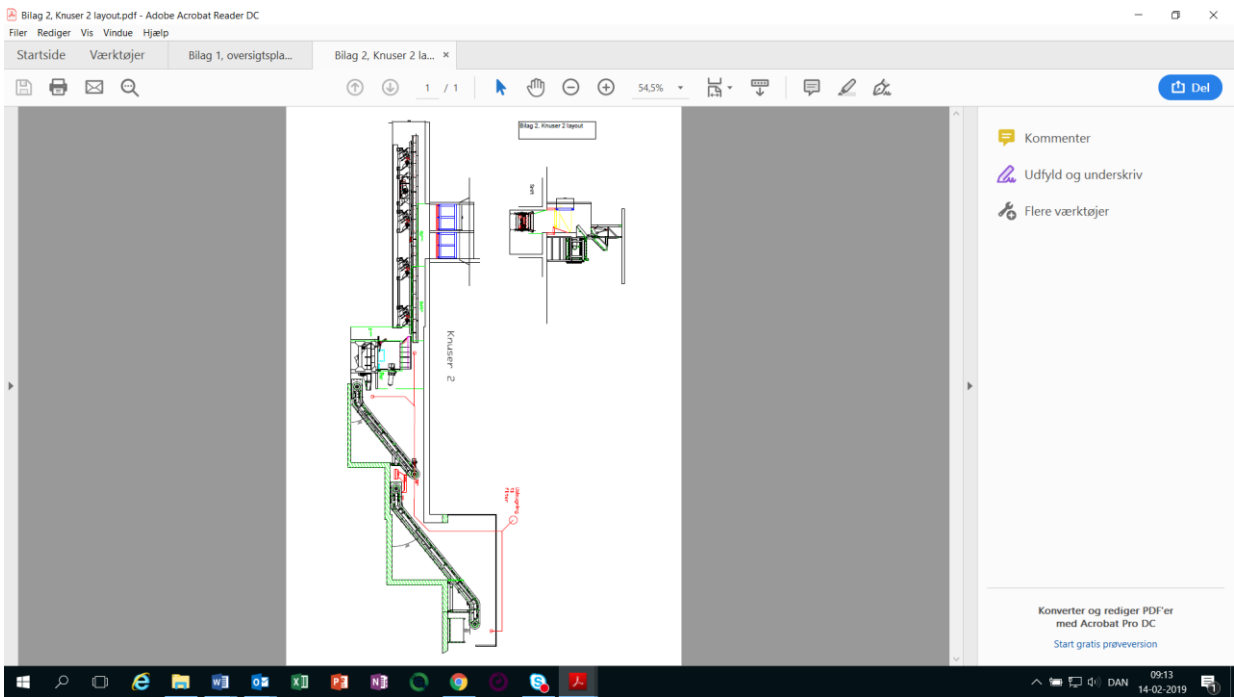 Bilag 2, Knuser 2 layout.pdf - Adobe Acrobat Reader DC
Filer Rediger Vis Vindue Hjælp
Startside Værktøjer Bilag 1, oversigtspla... Bilag 2, Knuser 2 la... ×
1 / 1 54,5% Del
Bilag 2, Knuser 2 layout
Knuser 2
Kommenter
Udfyld og underskriv
Flere værktøjer
Konverter og rediger PDF'er
med Acrobat Pro DC
Start gratis prøveversion
DAN 09:13
14-02-2019